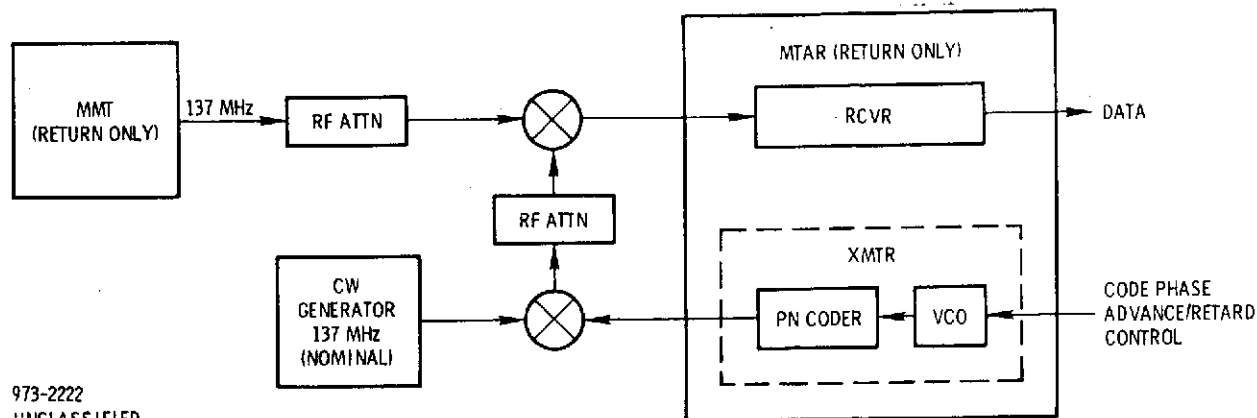 MTAR (RETURN ONLY)
MMT
(RETURN ONLY)
137 MHz
RF ATTN
RCVR
DATA
RF ATTN
XMTR
CW
GENERATOR
137 MHz
(NOMINAL)
PN CODER
VCO
CODE PHASE
ADVANCE/RETARD
CONTROL
973-2222
UNCLASSIFIED